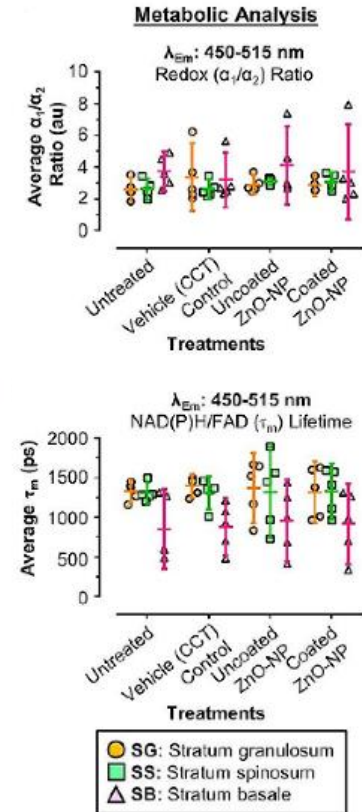 Metabolic Analysis
λEm: 450-515 nm
Redox (α1/α2) Ratio
Average α1/α2
Ratio (au)
10
8
6
4
2
0
Untreated
Vehicle (CCT)
Control
Uncoated
ZnO-NP
Coated
ZnO-NP
Treatments
λEm: 450-515 nm
NAD(P)H/FAD (τm) Lifetime
Average τm (ps)
2000
1500
1000
500
0
Untreated
Vehicle (CCT)
Control
Uncoated
ZnO-NP
Coated
ZnO-NP
Treatments
SG: Stratum granulosum
SS: Stratum spinosum
SB: Stratum basale